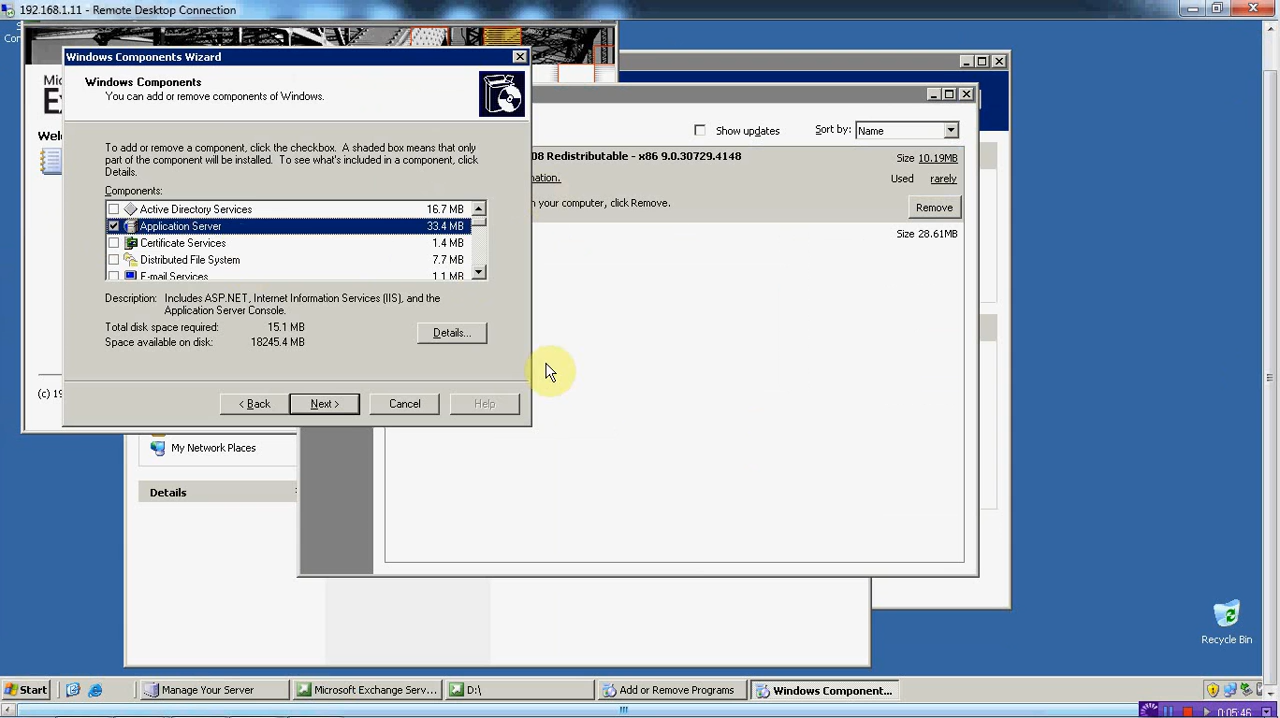 192.168.1.11 - Remote Desktop Connection
Windows Components Wizard
Windows Components
You can add or remove components of Windows.
To add or remove a component, click the checkbox. A shaded box means that only
part of the component will be installed. To see what's included in a component, click
Details.
Components:
Active Directory Services 16.7 MB
Application Server 33.4 MB
Certificate Services 1.4 MB
Distributed File System 7.7 MB
E-mail Services 1.1 MB
Description: Includes ASP.NET, Internet Information Services (IIS), and the
Application Server Console.
Total disk space required: 15.1 MB
Space available on disk: 18245.4 MB
Details...
< Back
Next >
Cancel
Help
Show updates
Sort by: Name
08 Redistributable - x86 9.0.30729.4148
Size 10.19MB
Used rarely
on your computer, click Remove.
Remove
Size 28.61MB
(c) 19
My Network Places
Details
Recycle Bin
Start
Manage Your Server
Microsoft Exchange Serv...
D:\
Add or Remove Programs
Windows Component...
0:05:46